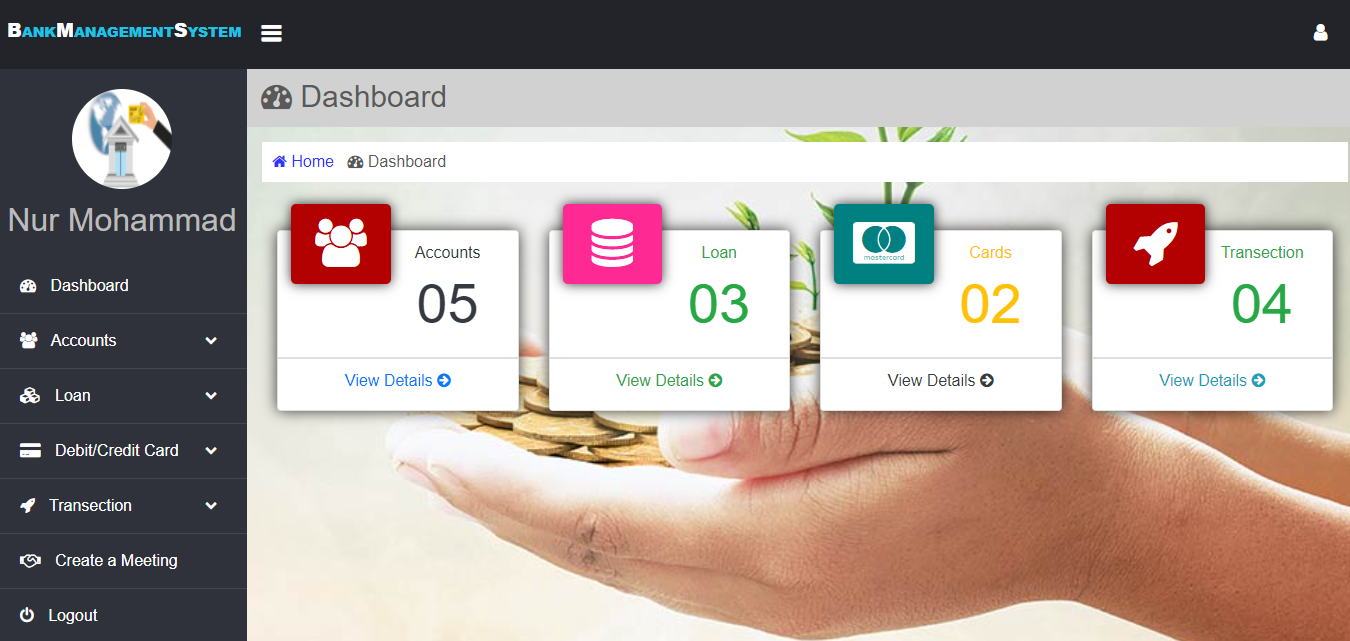 BankManagementSystem
Dashboard
Nur Mohammad
Dashboard
Accounts
Loan
Debit/Credit Card
Transection
Create a Meeting
Logout
Home Dashboard
Accounts
05
View Details
Loan
03
View Details
mastercard
Cards
02
View Details
Transection
04
View Details